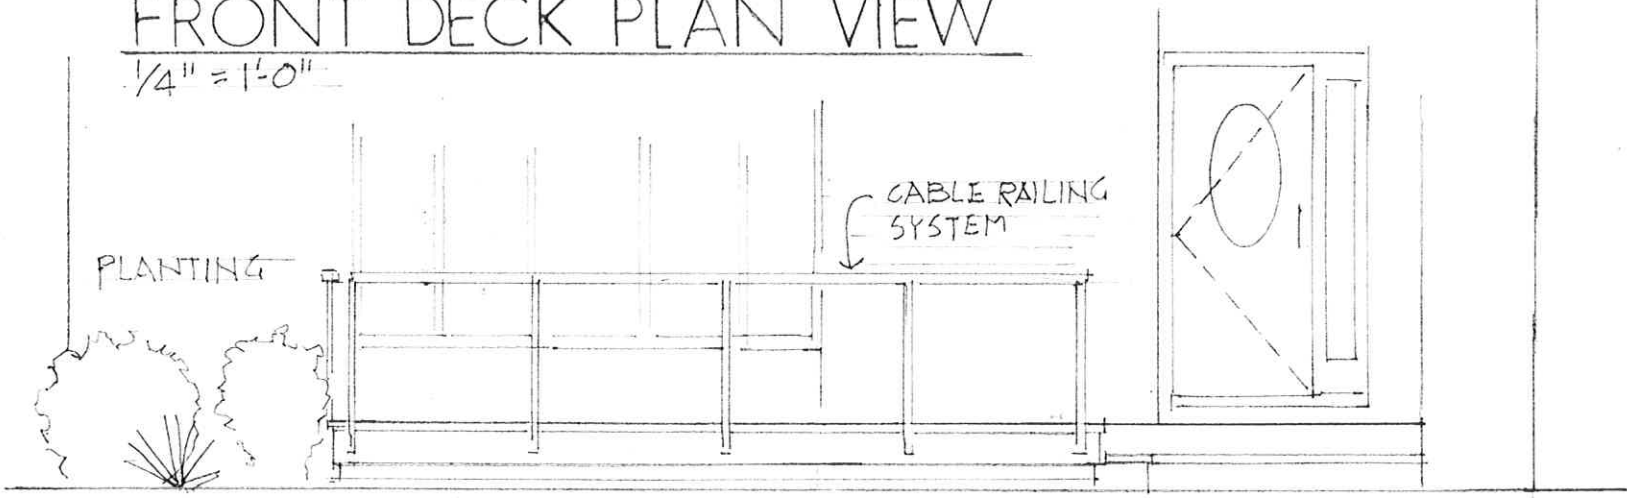 FRONT DECK PLAN VIEW
1/4" = 1'-0"
CABLE RAILING
SYSTEM
PLANTING